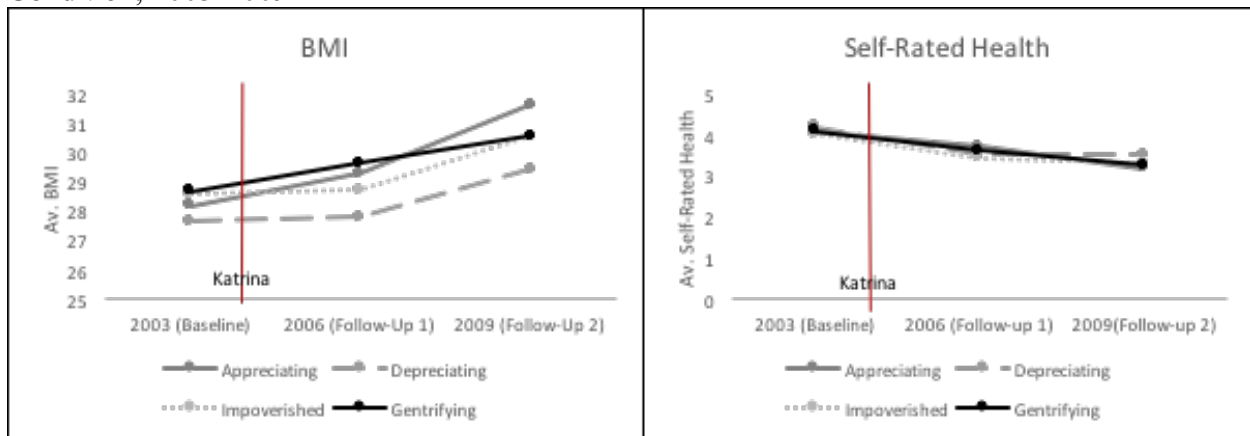 BMI
32
31
30
29
28
27
26
25
Av. BMI
Katrina
2003 (Baseline) 2006 (Follow-Up 1) 2009 (Follow-Up 2)
Appreciating Depreciating
Impoverished Gentrifying
Self-Rated Health
5
4
3
2
1
0
Av. Self-Rated Health
Katrina
2003 (Baseline) 2006 (Follow-up 1) 2009(Follow-up 2)
Appreciating Depreciating
Impoverished Gentrifying